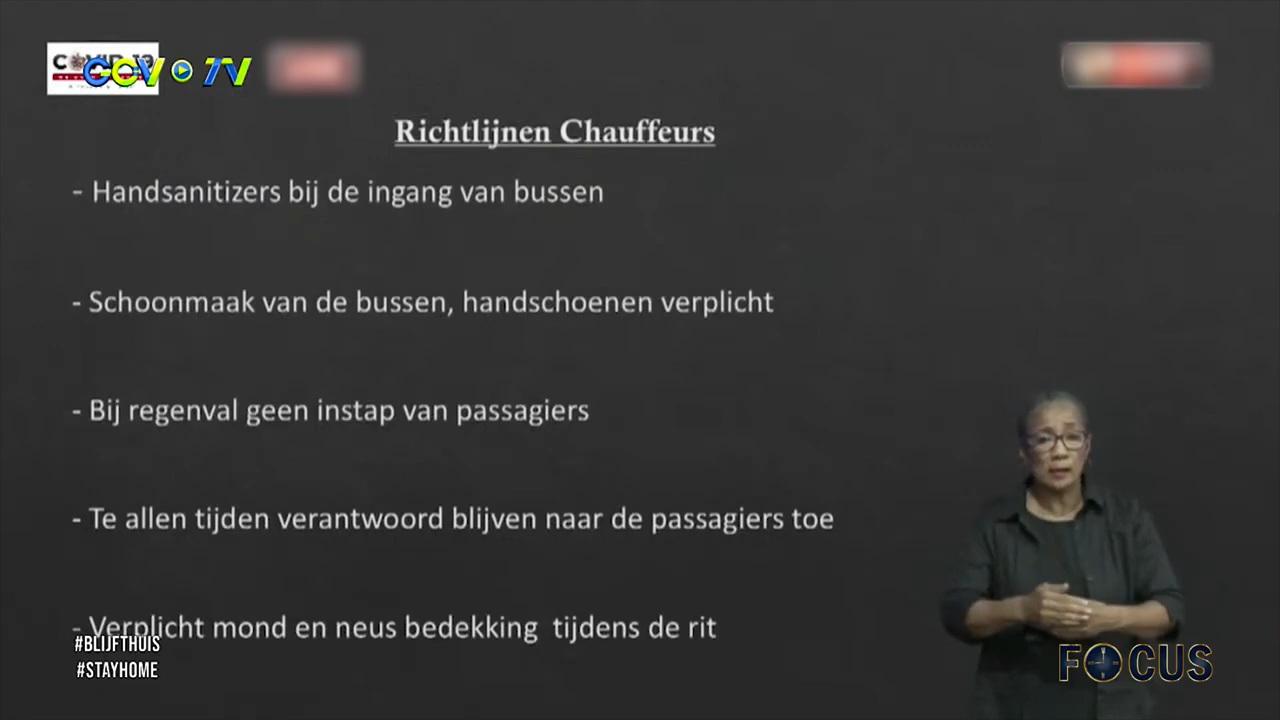 COVID-19
GOV TV
Richtlijnen Chauffeurs
- Handsanitizers bij de ingang van bussen
- Schoonmaak van de bussen, handschoenen verplicht
- Bij regenval geen instap van passagiers
- Te allen tijden verantwoord blijven naar de passagiers toe
- Verplicht mond en neus bedekking tijdens de rit
#BLIJFTHUIS
#STAYHOME
FOCUS